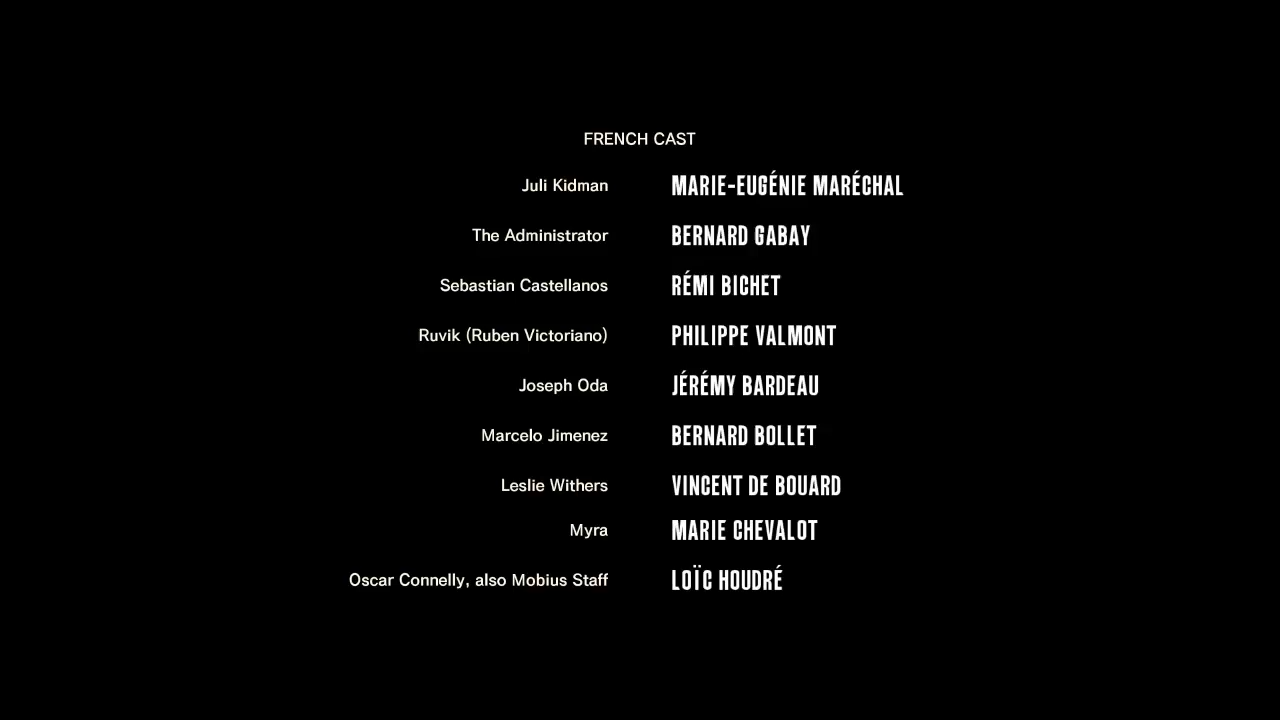 FRENCH CAST
Juli Kidman MARIE-EUGÉNIE MARÉCHAL
The Administrator BERNARD GABAY
Sebastian Castellanos RÉMI BICHET
Ruvik (Ruben Victoriano) PHILIPPE VALMONT
Joseph Oda JÉRÉMY BARDEAU
Marcelo Jimenez BERNARD BOLLET
Leslie Withers VINCENT DE BOUARD
Myra MARIE CHEVALOT
Oscar Connelly, also Mobius Staff LOÏC HOUDRÉ